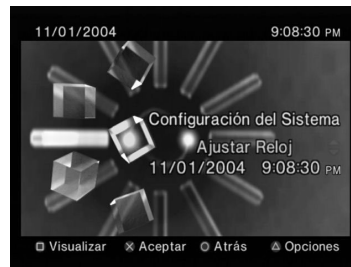 11/01/2004 9:08:30 PM
Configuración del Sistema
Ajustar Reloj
11/01/2004 9:08:30 PM
Visualizar Aceptar Atrás Opciones